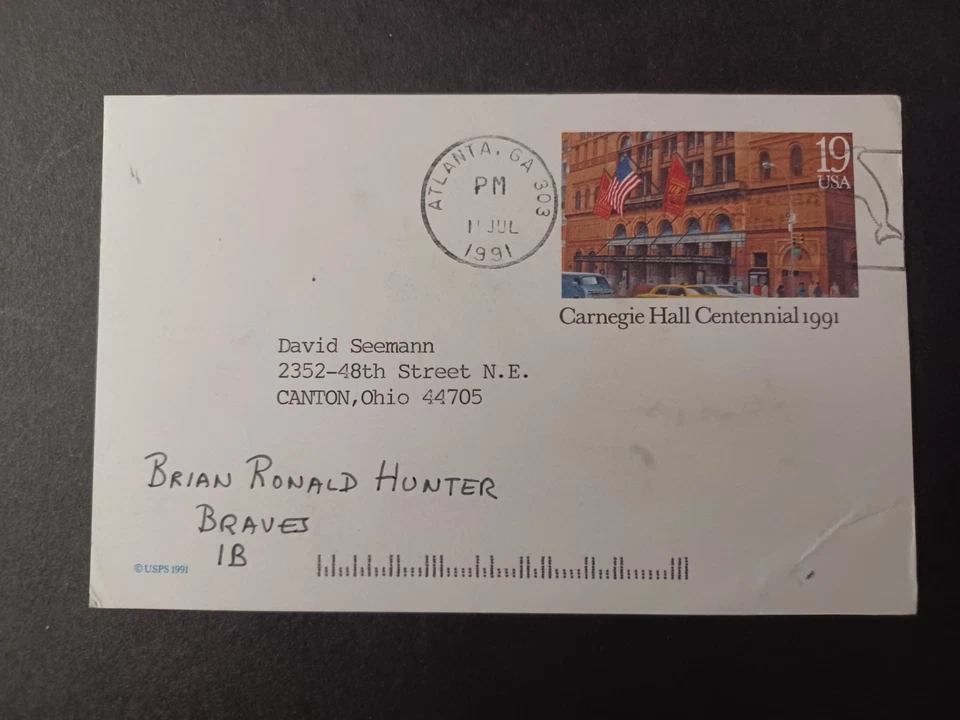 ATLANTA, GA 303
PM
11 JUL
1991
19
USA
Carnegie Hall Centennial 1991
David Seemann
2352-48th Street N.E.
CANTON,Ohio 44705
BRIAN RONALD HUNTER
BRAVES
1B
© USPS 1991